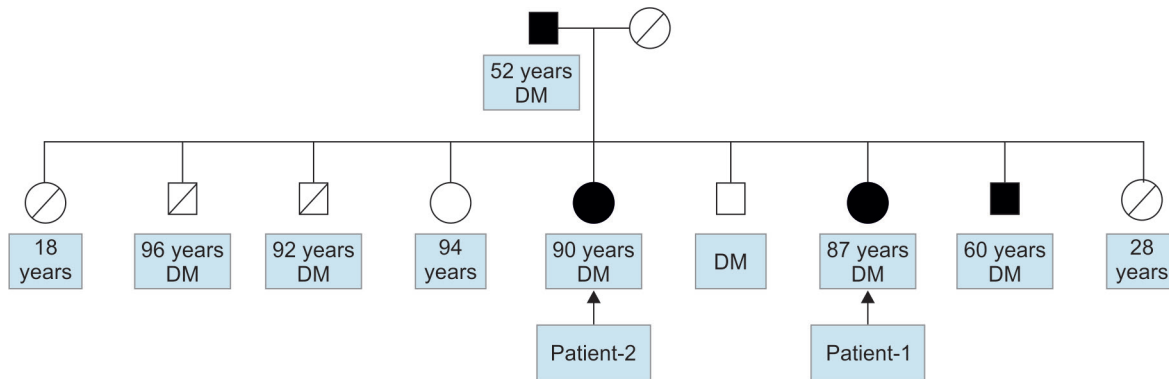 52 years
DM
18
years
96 years
DM
92 years
DM
94
years
90 years
DM
DM
87 years
DM
60 years
DM
28
years
Patient-2
Patient-1